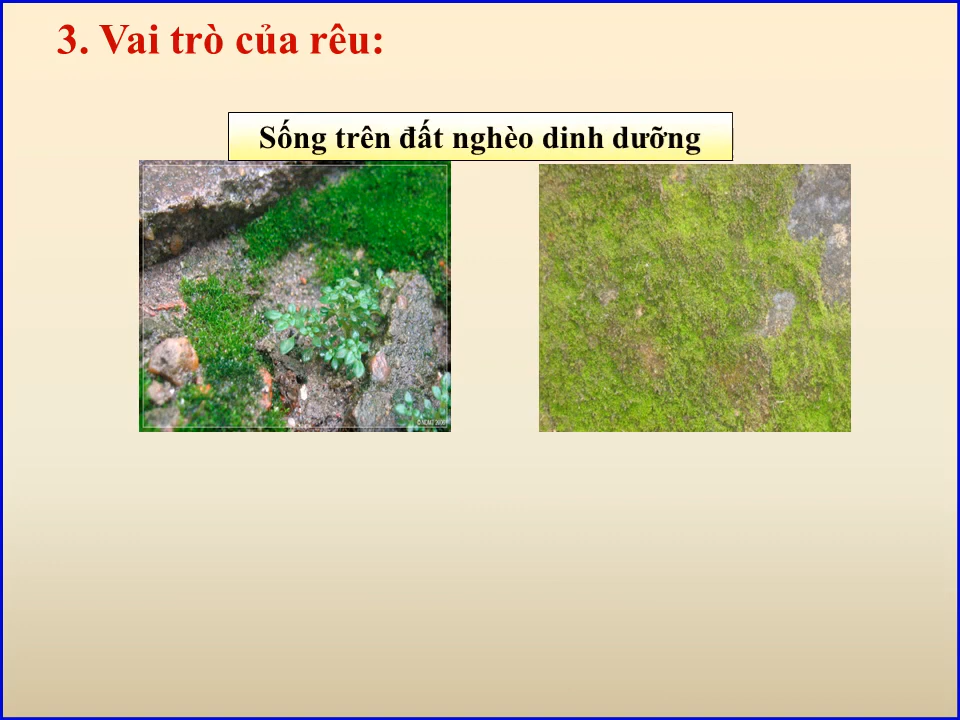 3. Vai trò của rêu:
Sống trên đất nghèo dinh dưỡng